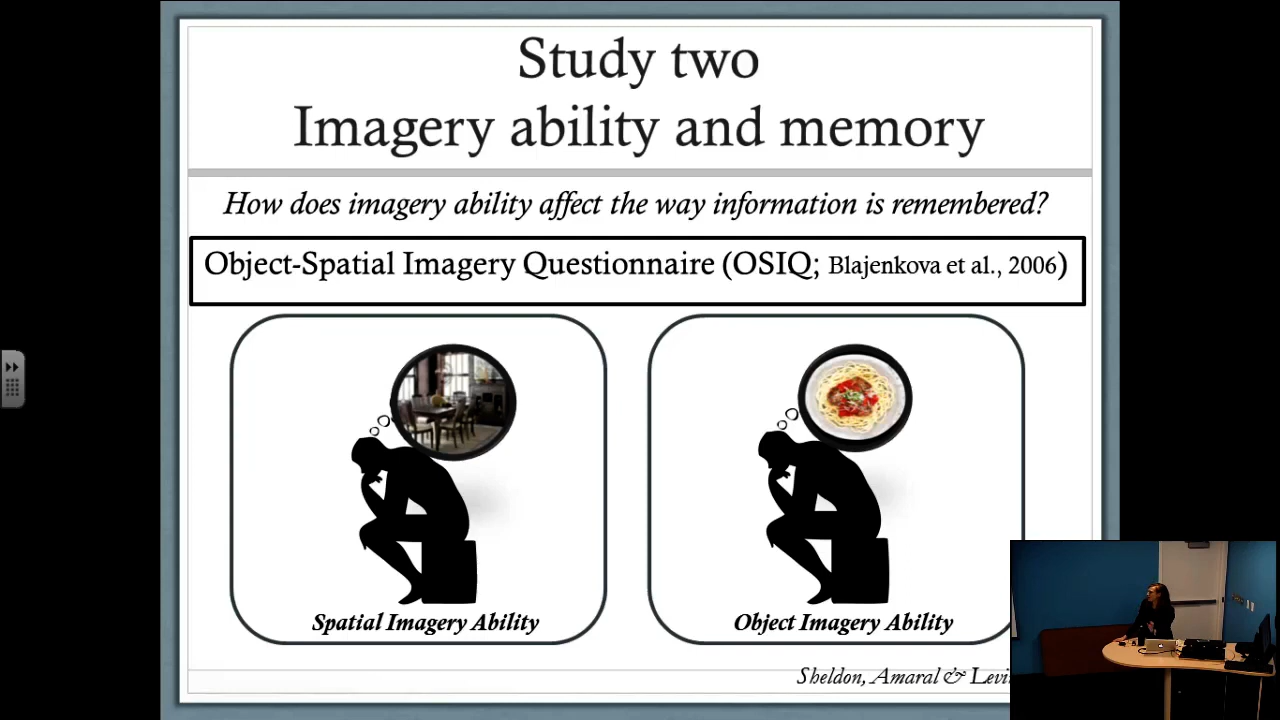 Study two
Imagery ability and memory
How does imagery ability affect the way information is remembered?
Object-Spatial Imagery Questionnaire (OSIQ; Blajenkova et al., 2006)
Spatial Imagery Ability
Object Imagery Ability
Sheldon, Amaral &